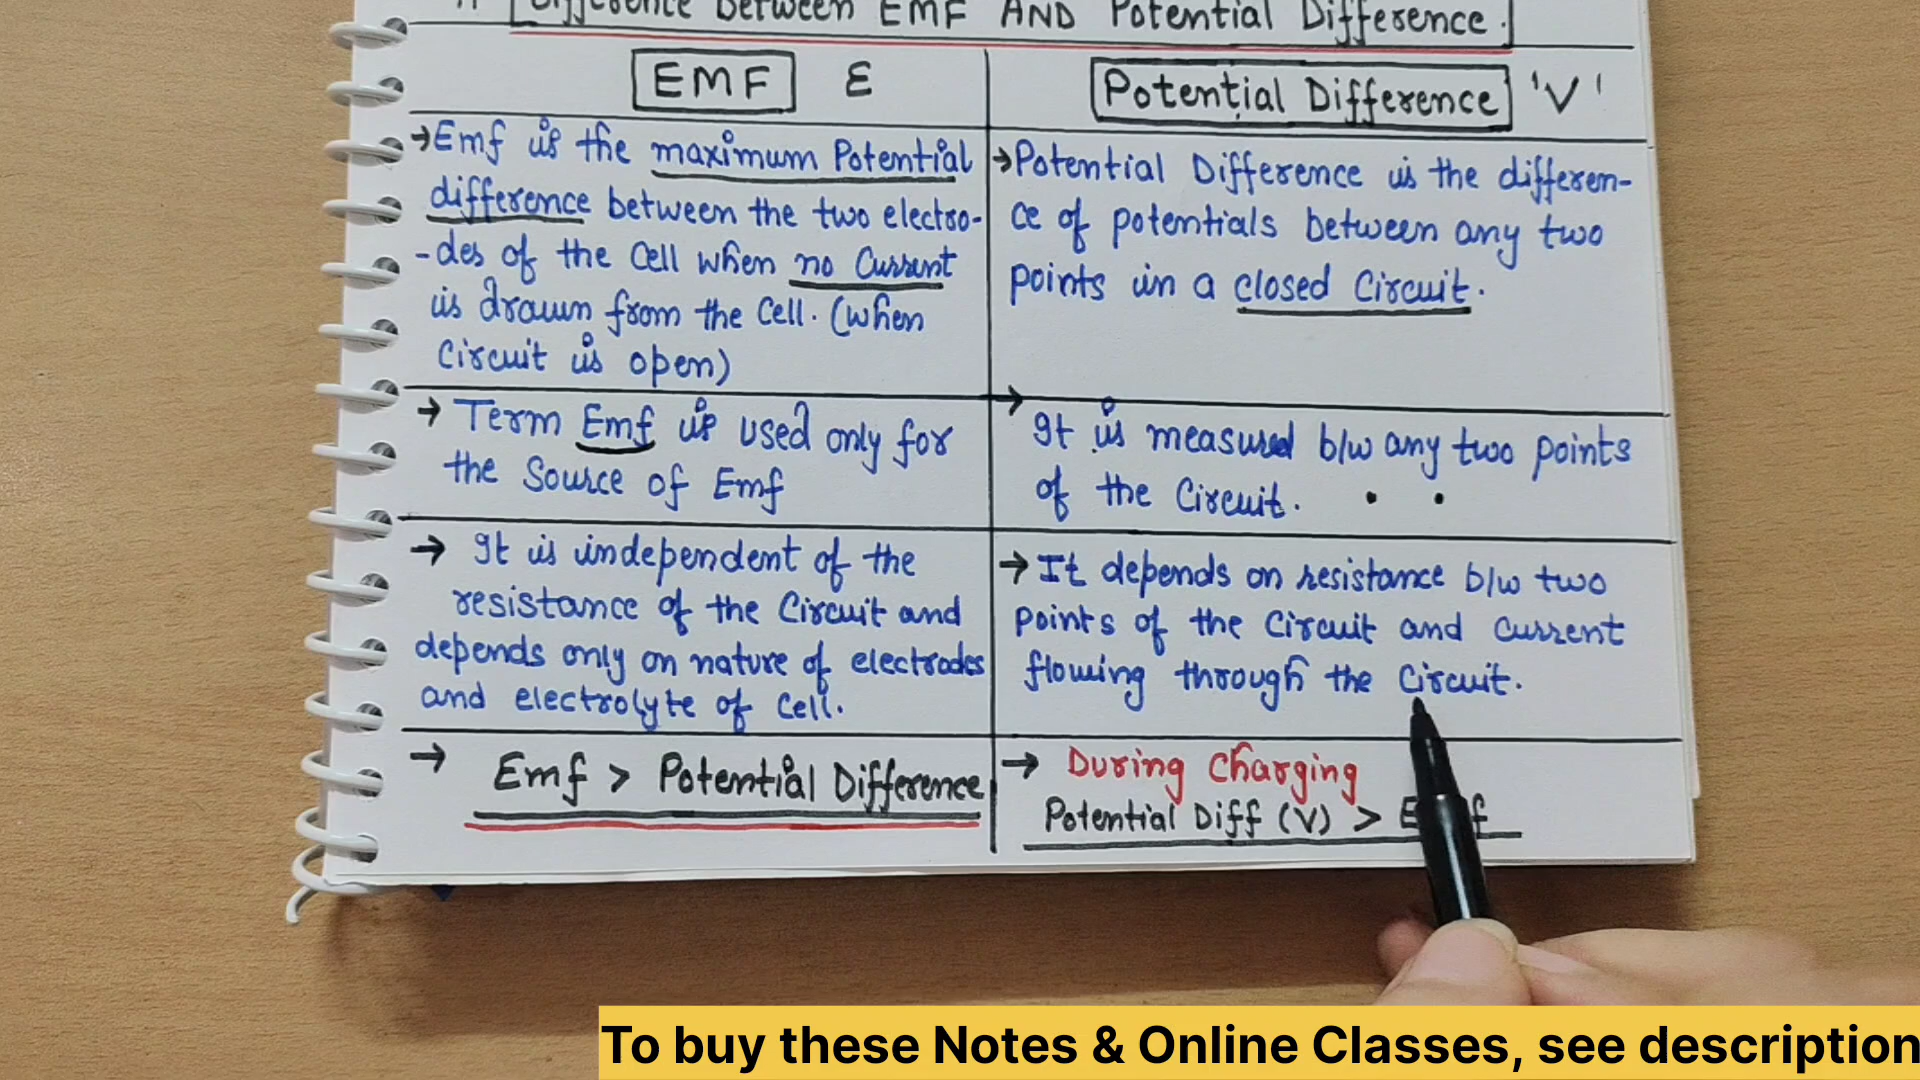 Difference between EMF AND Potential Difference.
EMF ε
→Emf is the maximum Potential
difference between the two electro-
-des of the cell when no Current
is drawn from the cell. (when
Circuit is open)
→ Term Emf is used only for
the Source of Emf
→ It is independent of the
resistance of the Circuit and
depends only on nature of electrodes
and electrolyte of Cell.
→ Emf > Potential Difference
Potential Difference 'V'
→Potential Difference is the differen-
ce of potentials between any two
points in a closed Circuit.
→ It is measured b/w any two points
of the Circuit.
→ It depends on resistance b/w two
points of the Circuit and current
flowing through the Circuit.
→ During Charging
Potential Diff (V) >
To buy these Notes & Online Classes, see description